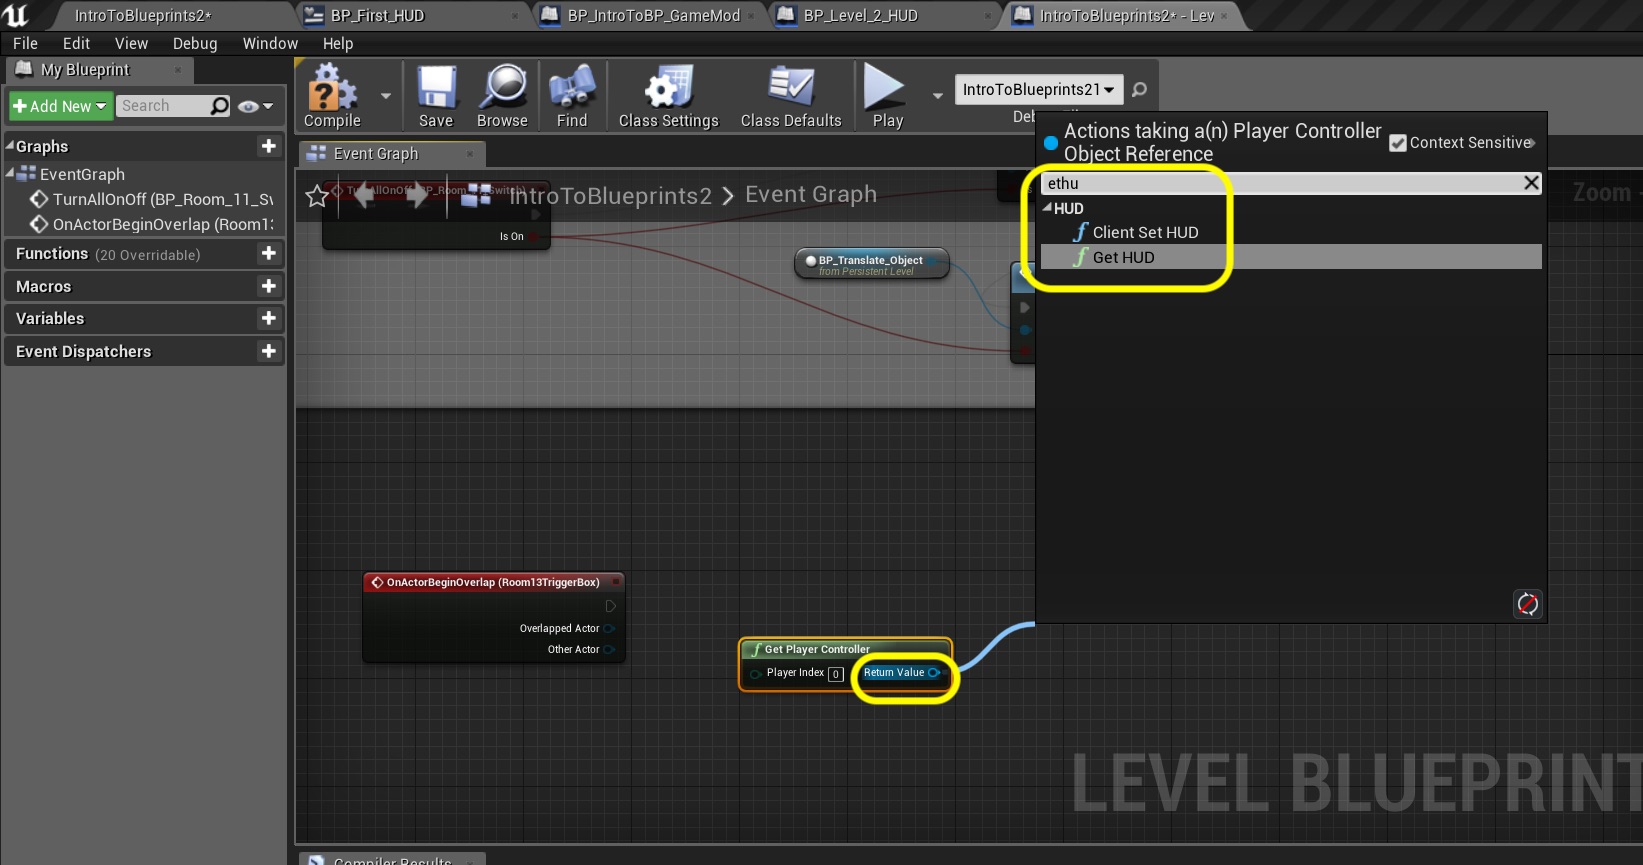 IntroToBlueprints2*
BP_First_HUD
BP_IntroToBP_GameMod
BP_Level_2_HUD
IntroToBlueprints2* - Lev
File Edit View Debug Window Help
My Blueprint
Add New
Search
Compile
Save
Browse
Find
Class Settings
Class Defaults
Play
IntroToBlueprints21
Graphs
EventGraph
TurnAllOnOff (BP_Room_11_Sv
OnActorBeginOverlap (Room13
Functions (20 Overridable)
Macros
Variables
Event Dispatchers
Event Graph
IntroToBlueprints2 > Event Graph
Zoom
Is On
BP_Translate_Object
from Persistent Level
Actions taking a(n) Player Controller
Object Reference
Context Sensitive
ethu
HUD
f Client Set HUD
f Get HUD
OnActorBeginOverlap (Room13TriggerBox)
Overlapped Actor
Other Actor
f Get Player Controller
Player Index 0
Return Value
LEVEL BLUEPRINT
Compiler Results